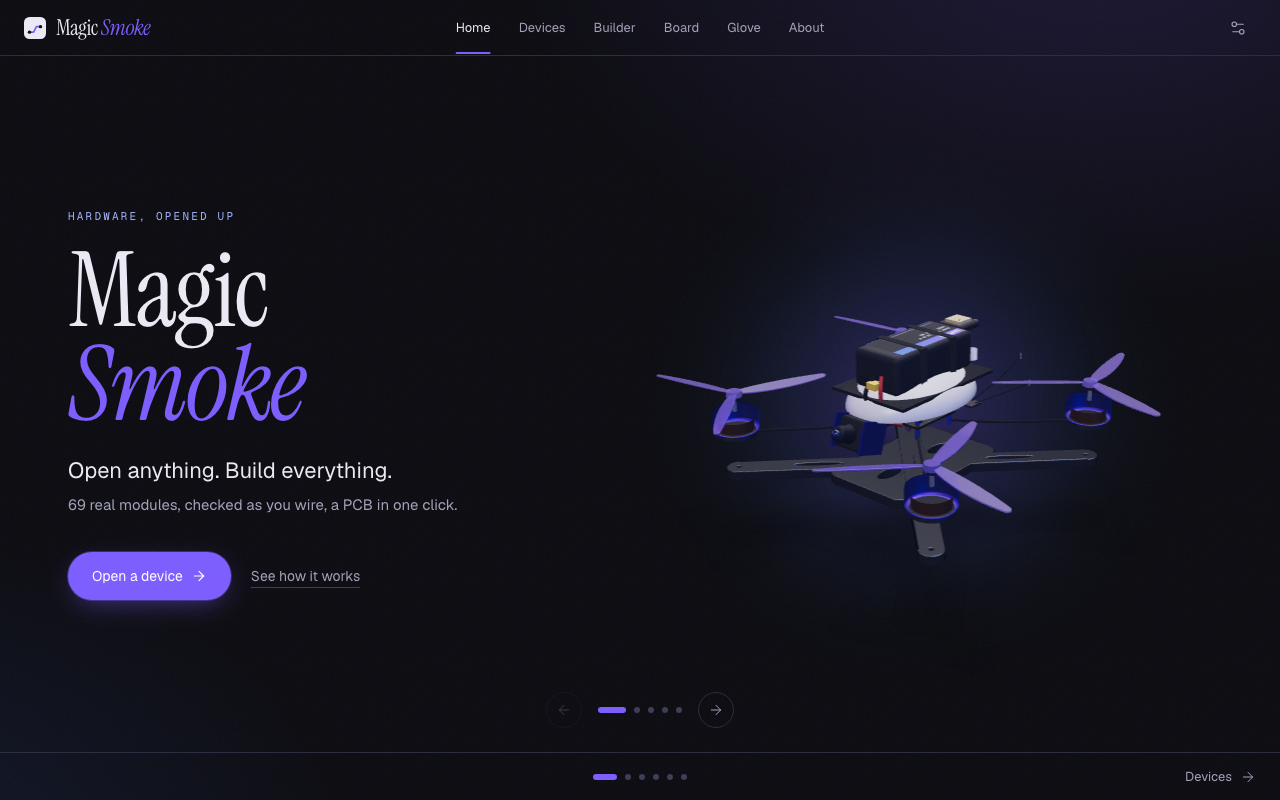 Magic Smoke
Home
Devices
Builder
Board
Glove
About
HARDWARE, OPENED UP
Magic
Smoke
Open anything. Build everything.
69 real modules, checked as you wire, a PCB in one click.
Open a device
See how it works
Devices